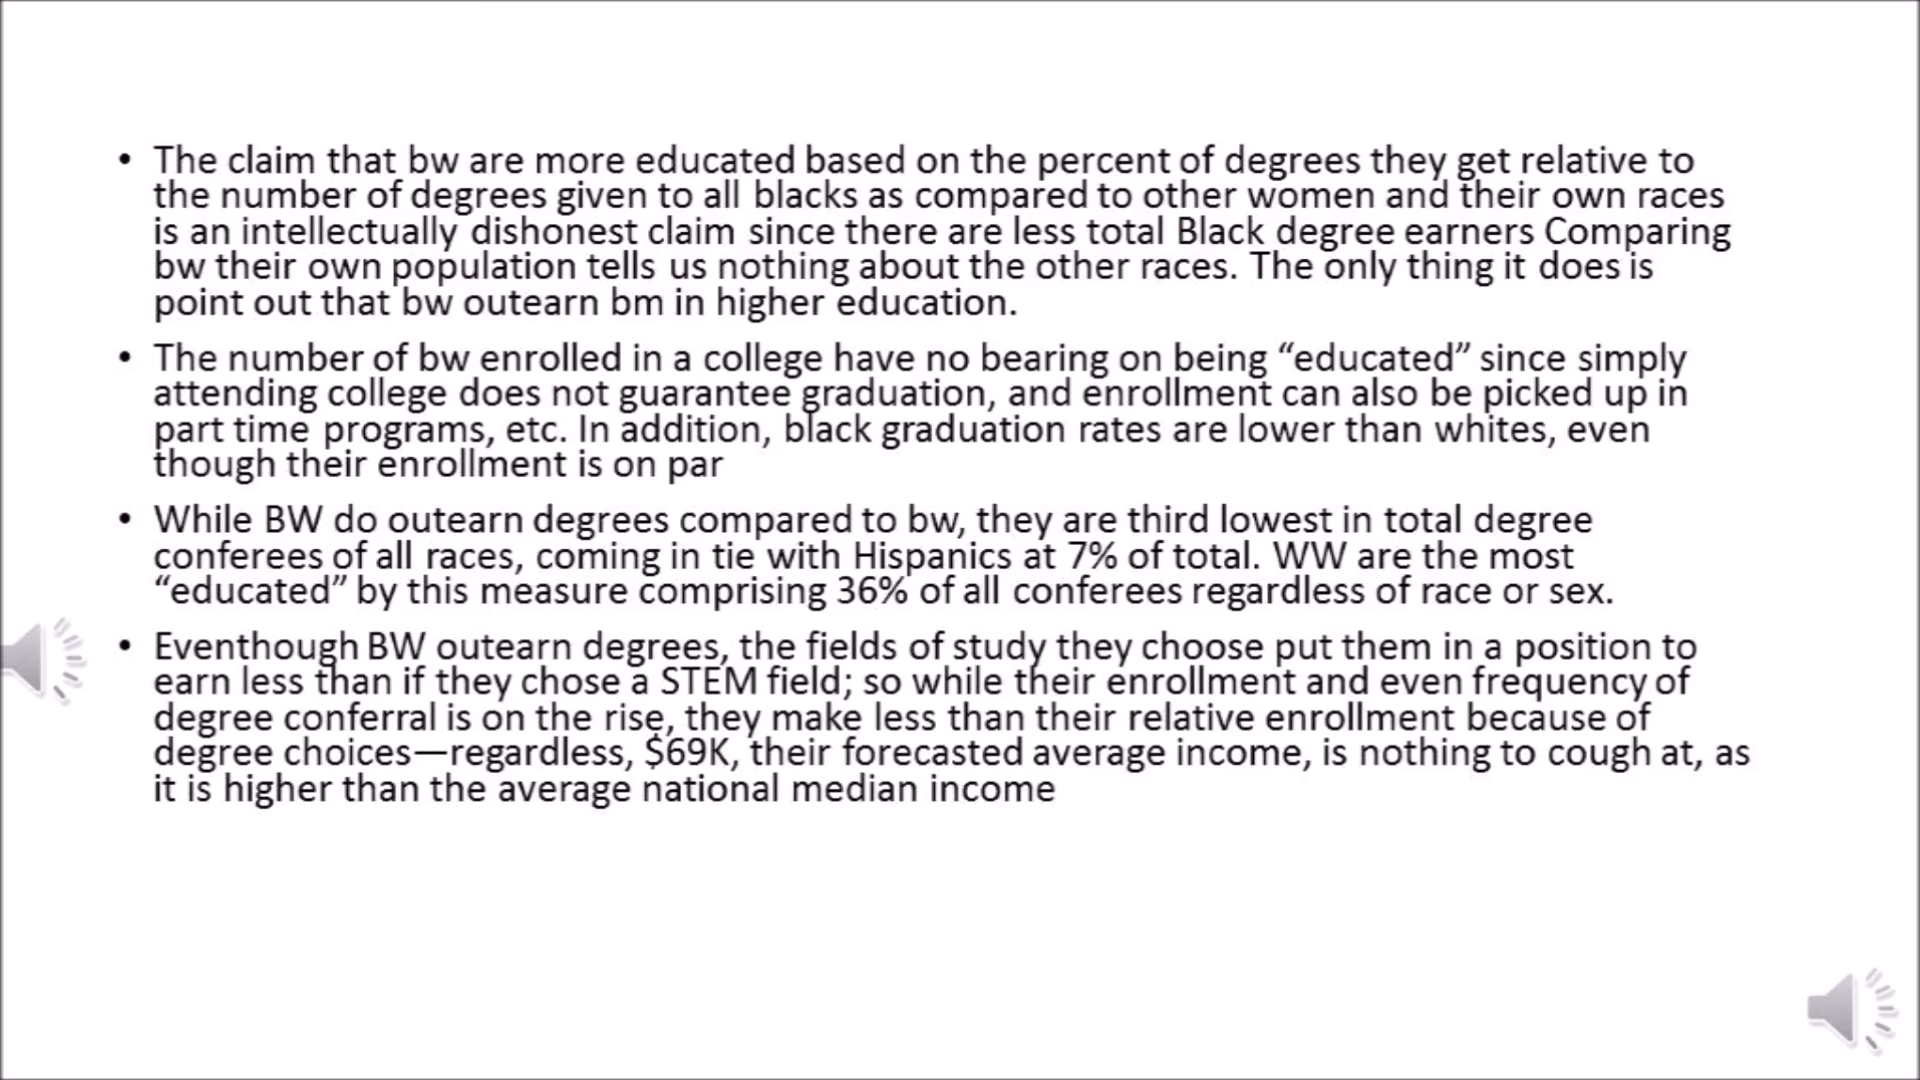 • The claim that bw are more educated based on the percent of degrees they get relative to
the number of degrees given to all blacks as compared to other women and their own races
is an intellectually dishonest claim since there are less total Black degree earners Comparing
bw their own population tells us nothing about the other races. The only thing it does is
point out that bw outearn bm in higher education.
• The number of bw enrolled in a college have no bearing on being “educated” since simply
attending college does not guarantee graduation, and enrollment can also be picked up in
part time programs, etc. In addition, black graduation rates are lower than whites, even
though their enrollment is on par
• While BW do outearn degrees compared to bw, they are third lowest in total degree
conferees of all races, coming in tie with Hispanics at 7% of total. WW are the most
“educated” by this measure comprising 36% of all conferees regardless of race or sex.
• Eventhough BW outearn degrees, the fields of study they choose put them in a position to
earn less than if they chose a STEM field; so while their enrollment and even frequency of
degree conferral is on the rise, they make less than their relative enrollment because of
degree choices—regardless, $69K, their forecasted average income, is nothing to cough at, as
it is higher than the average national median income